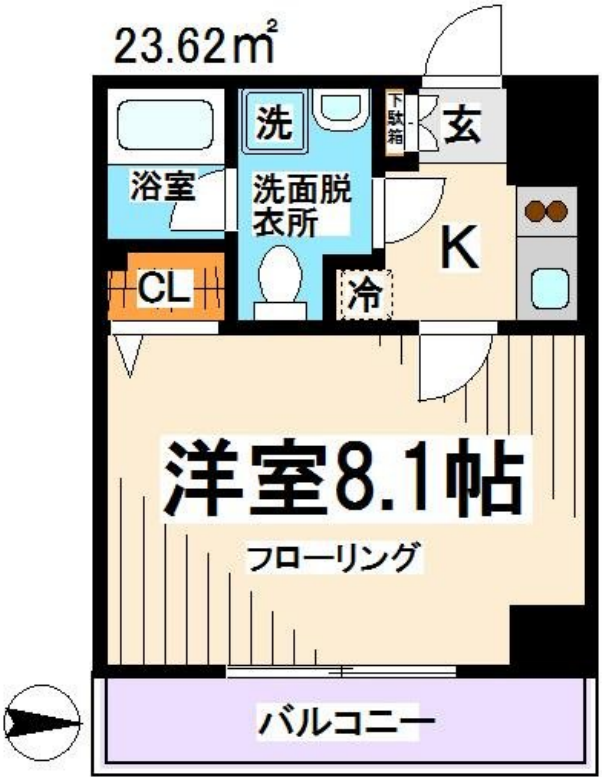 23.62㎡
洗
下駄箱
玄
浴室
洗面脱
衣所
K
CL
冷
洋室8.1帖
フローリング
バルコニー